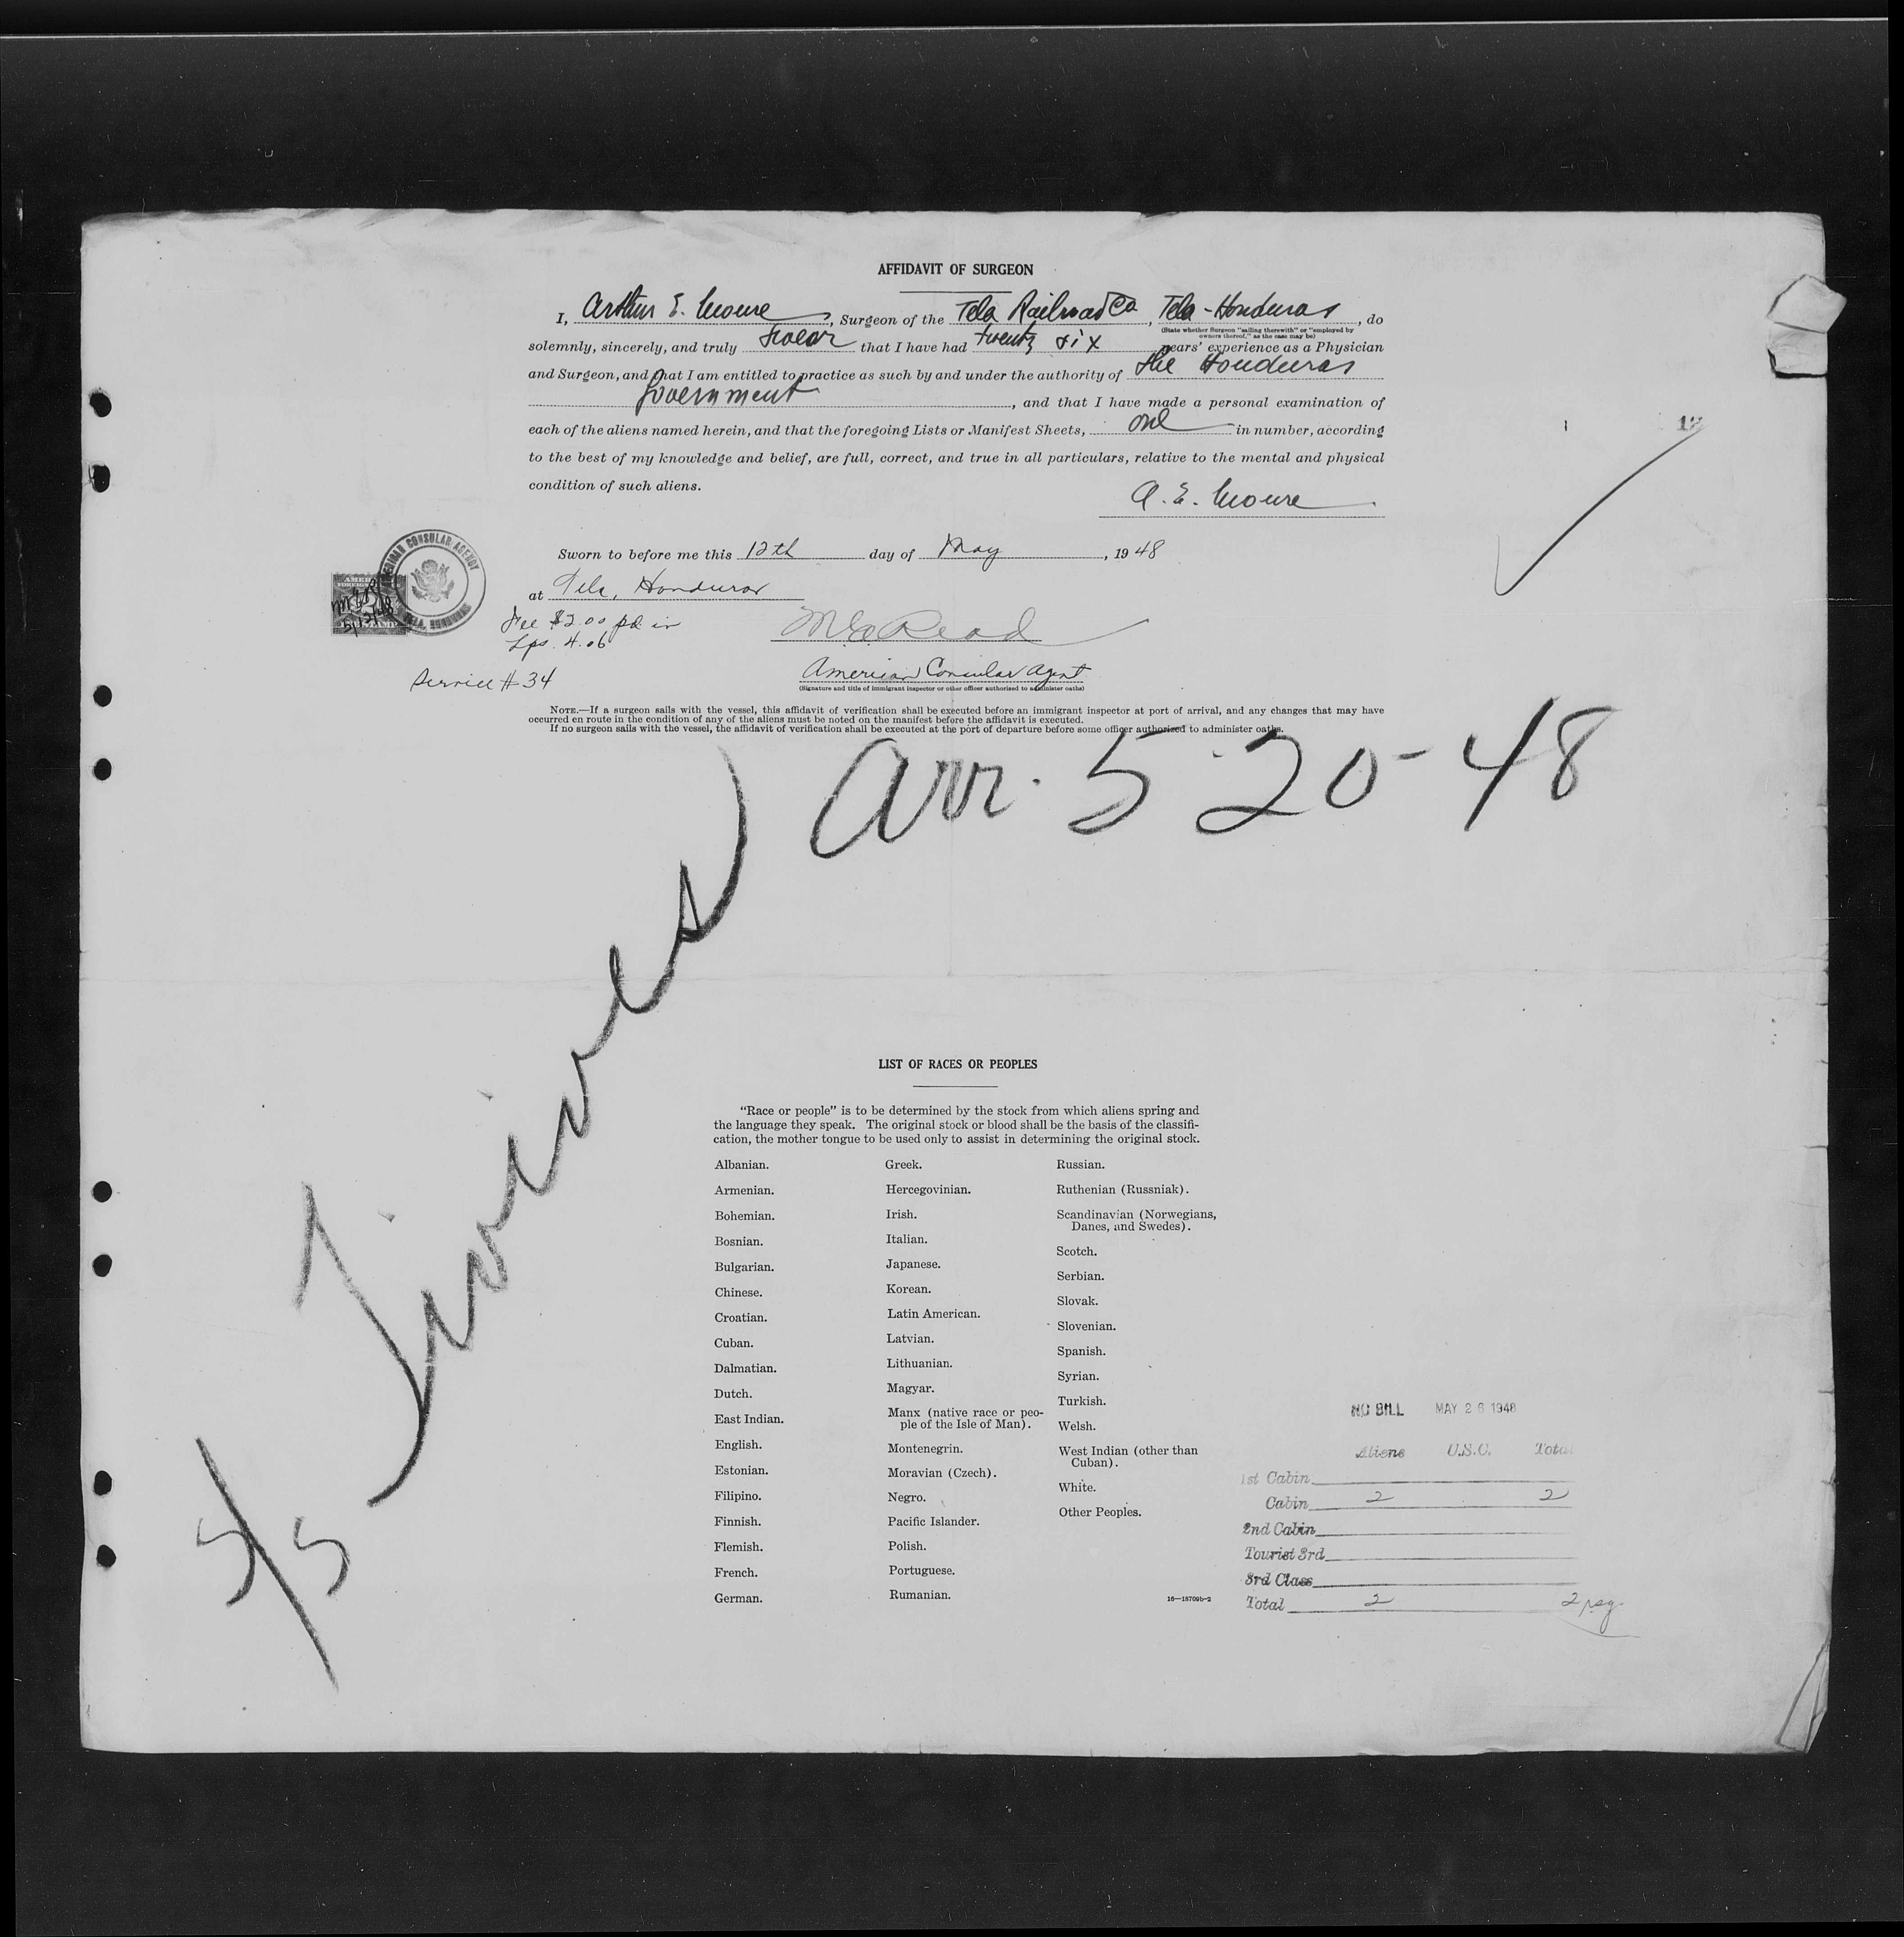 AFFIDAVIT OF SURGEON
I, Arthur E. , Surgeon of the Tela Railroad Co, Tela - Honduras, do
(State whether Surgeon "sailing therewith" or "employed by
owners thereof," as the case may be)
solemnly, sincerely, and truly swear that I have had twenty six years' experience as a Physician
and Surgeon, and that I am entitled to practice as such by and under the authority of the Honduras
Government, and that I have made a personal examination of
each of the aliens named herein, and that the foregoing Lists or Manifest Sheets, one in number, according
to the best of my knowledge and belief, are full, correct, and true in all particulars, relative to the mental and physical
condition of such aliens.
A. E.
Sworn to before me this 12th day of May, 1948
AMERICAN CONSULAR AGENCY
TELA, HONDURAS
at Tela, Honduras
Fee $2.00 pd in
Lps. 4.06
Service # 34
American Consular Agent
(Signature and title of immigrant inspector or other officer authorized to administer oaths)
NOTE.—If a surgeon sails with the vessel, this affidavit of verification shall be executed before an immigrant inspector at port of arrival, and any changes that may have
occurred en route in the condition of any of the aliens must be noted on the manifest before the affidavit is executed.
If no surgeon sails with the vessel, the affidavit of verification shall be executed at the port of departure before some officer authorized to administer oaths.
Arr. 5-20-48
S/S
LIST OF RACES OR PEOPLES
"Race or people" is to be determined by the stock from which aliens spring and
the language they speak. The original stock or blood shall be the basis of the classifi-
cation, the mother tongue to be used only to assist in determining the original stock.
Albanian.
Armenian.
Bohemian.
Bosnian.
Bulgarian.
Chinese.
Croatian.
Cuban.
Dalmatian.
Dutch.
East Indian.
English.
Estonian.
Filipino.
Finnish.
Flemish.
French.
German.
Greek.
Hercegovinian.
Irish.
Italian.
Japanese.
Korean.
Latin American.
Latvian.
Lithuanian.
Magyar.
Manx (native race or peo-
ple of the Isle of Man).
Montenegrin.
Moravian (Czech).
Negro.
Pacific Islander.
Polish.
Portuguese.
Rumanian.
Russian.
Ruthenian (Russniak).
Scandinavian (Norwegians,
Danes, and Swedes).
Scotch.
Serbian.
Slovak.
Slovenian.
Spanish.
Syrian.
Turkish.
Welsh.
West Indian (other than
Cuban).
White.
Other Peoples.
16—18709b-2
NO BILL MAY 26 1948
Aliens U.S.C. Total
1st Cabin
Cabin 2 2
2nd Cabin
Tourist 3rd
3rd Class
Total 2 2 psg